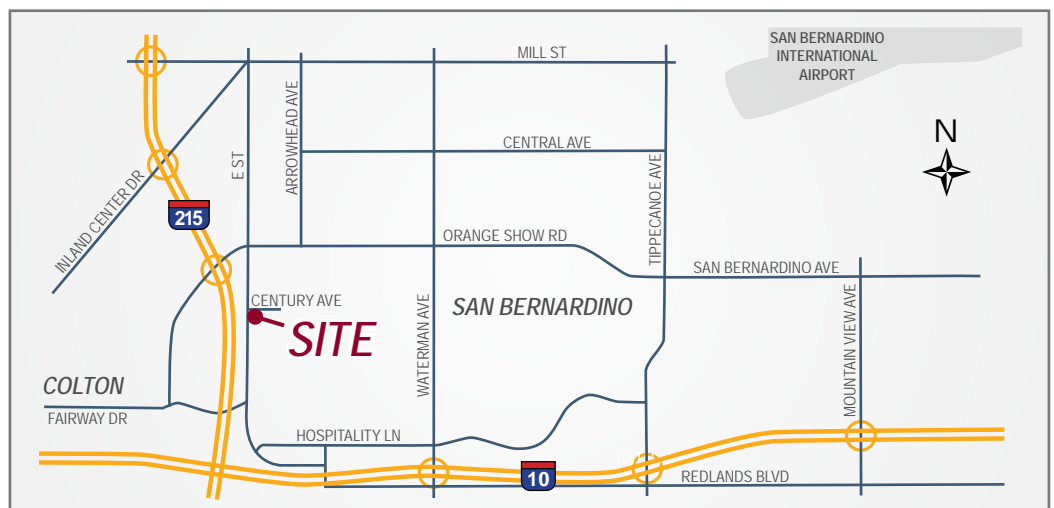 SAN BERNARDINO
INTERNATIONAL
AIRPORT
MILL ST
ARROWHEAD AVE
E ST
CENTRAL AVE
N
TIPPECANOE AVE
INLAND CENTER DR
215
ORANGE SHOW RD
SAN BERNARDINO AVE
CENTURY AVE
SAN BERNARDINO
SITE
WATERMAN AVE
MOUNTAIN VIEW AVE
COLTON
FAIRWAY DR
HOSPITALITY LN
10
REDLANDS BLVD